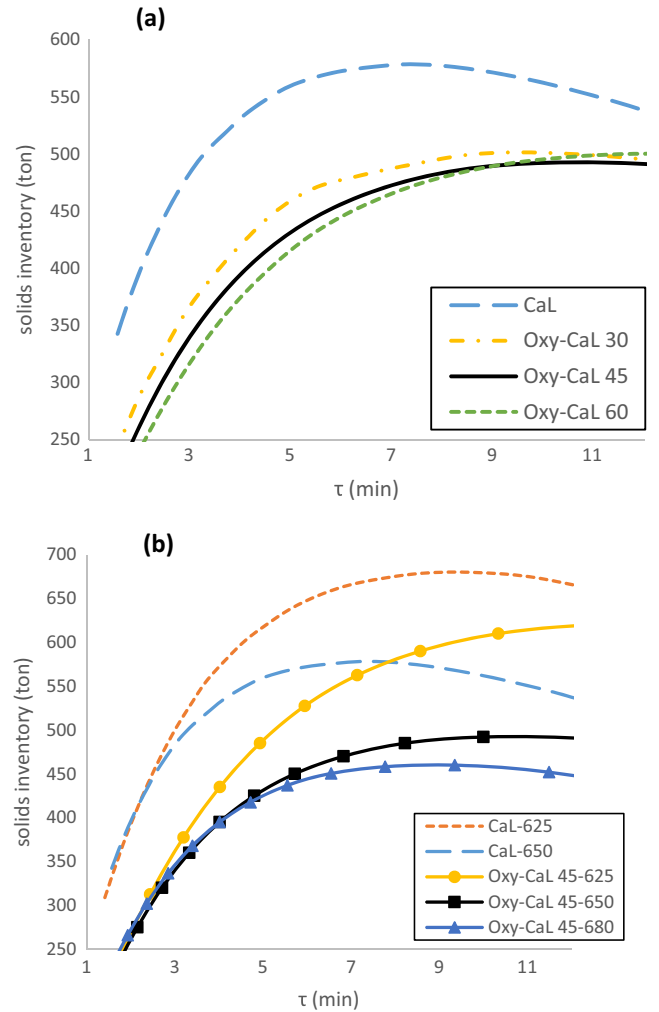 (a)
600
550
500
450
400
350
300
250
solids inventory (ton)
1 3 5 7 9 11
τ (min)
CaL
Oxy-CaL 30
Oxy-CaL 45
Oxy-CaL 60
(b)
700
650
600
550
500
450
400
350
300
250
solids inventory (ton)
1 3 5 7 9 11
τ (min)
CaL-625
CaL-650
Oxy-CaL 45-625
Oxy-CaL 45-650
Oxy-CaL 45-680